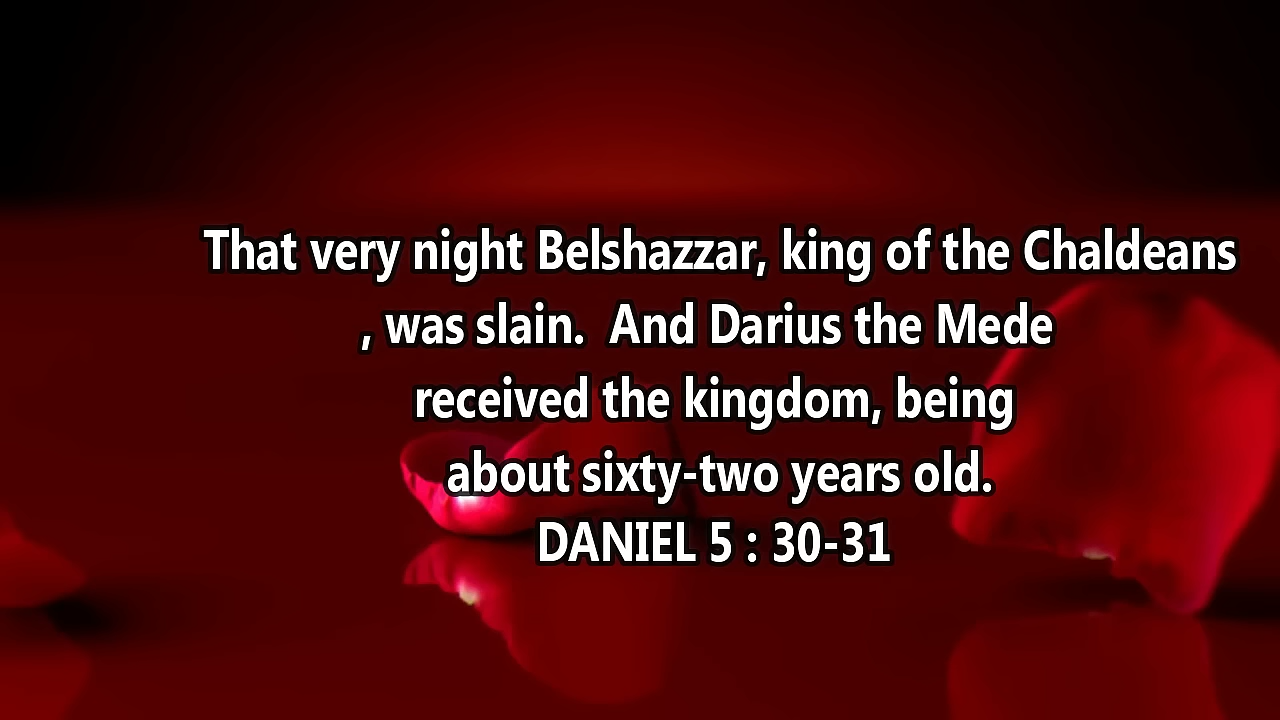 That very night Belshazzar, king of the Chaldeans
, was slain.  And Darius the Mede
received the kingdom, being
about sixty-two years old.
DANIEL 5 : 30-31